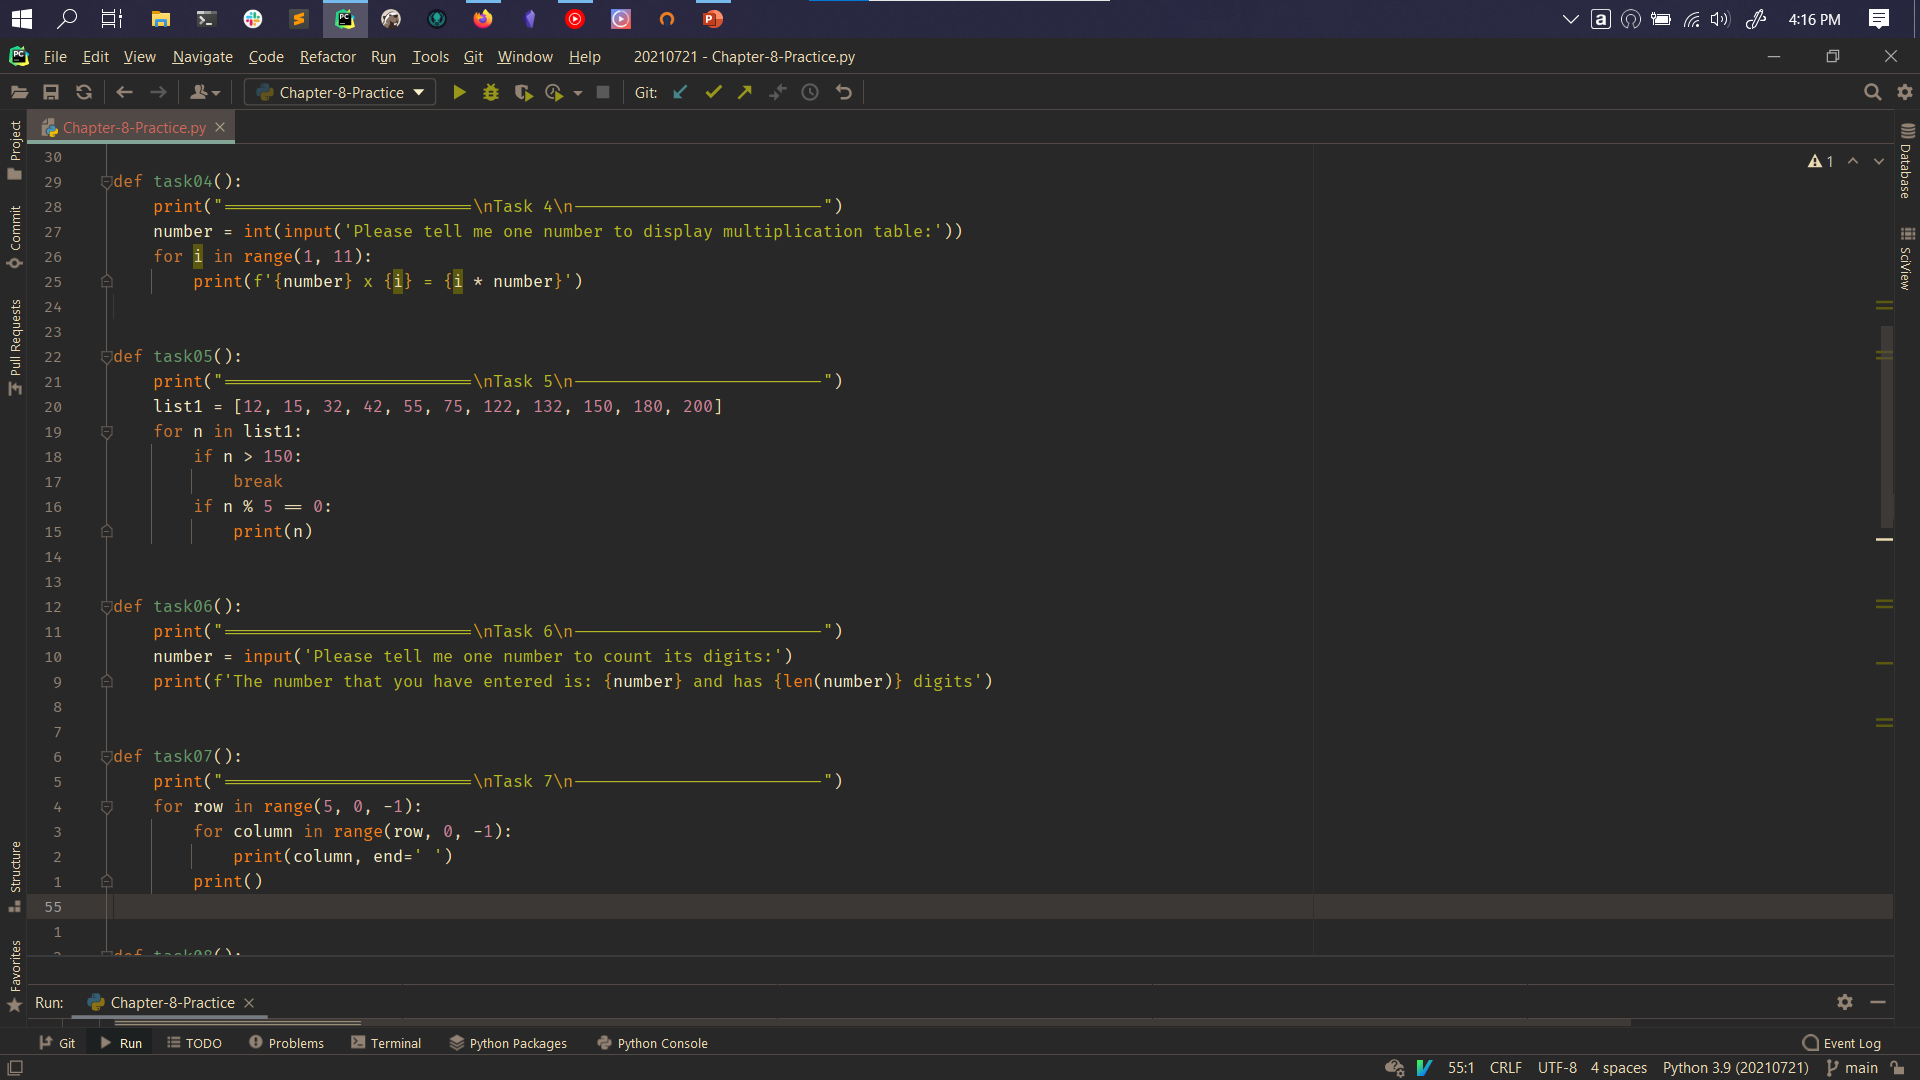 4:16 PM
File Edit View Navigate Code Refactor Run Tools Git Window Help 20210721 - Chapter-8-Practice.py
Chapter-8-Practice Git:
Chapter-8-Practice.py
Project
Commit
Pull Requests
Structure
Favorites
Database
SciView
1
30
29 def task04():
28 print("=========================\nTask 4\n-------------------------")
27 number = int(input('Please tell me one number to display multiplication table:'))
26 for i in range(1, 11):
25 print(f'{number} x {i} = {i * number}')
24
23
22 def task05():
21 print("=========================\nTask 5\n-------------------------")
20 list1 = [12, 15, 32, 42, 55, 75, 122, 132, 150, 180, 200]
19 for n in list1:
18 if n > 150:
17 break
16 if n % 5 == 0:
15 print(n)
14
13
12 def task06():
11 print("=========================\nTask 6\n-------------------------")
10 number = input('Please tell me one number to count its digits:')
9 print(f'The number that you have entered is: {number} and has {len(number)} digits')
8
7
6 def task07():
5 print("=========================\nTask 7\n-------------------------")
4 for row in range(5, 0, -1):
3 for column in range(row, 0, -1):
2 print(column, end=' ')
1 print()
55
1
2 def task08():
Run: Chapter-8-Practice
Git Run TODO Problems Terminal Python Packages Python Console Event Log
55:1 CRLF UTF-8 4 spaces Python 3.9 (20210721) main